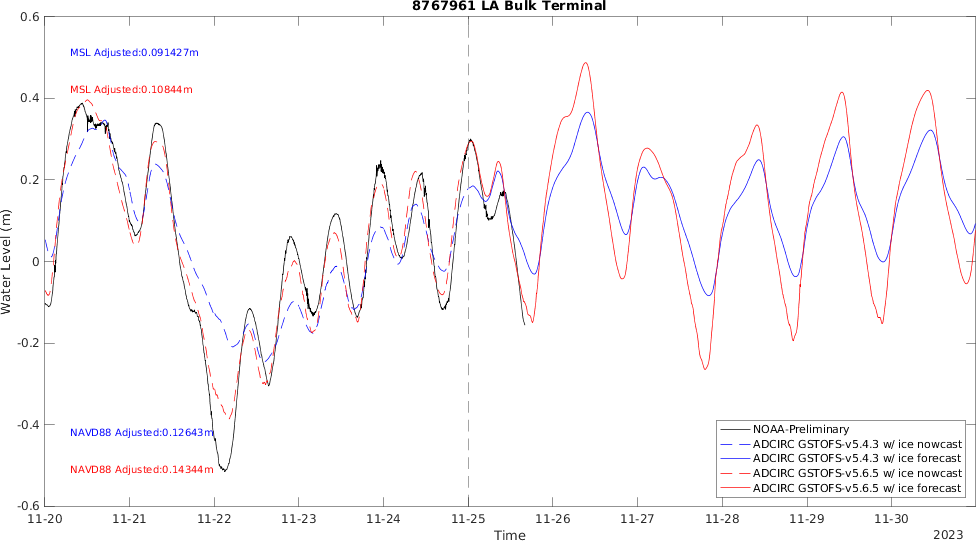 8767961 LA Bulk Terminal
0.6
MSL Adjusted:0.091427m
MSL Adjusted:0.10844m
0.4
0.2
Water Level (m)
0
-0.2
-0.4
NAVD88 Adjusted:0.12643m
NAVD88 Adjusted:0.14344m
-0.6
NOAA-Preliminary
ADCIRC GSTOFS-v5.4.3 w/ ice nowcast
ADCIRC GSTOFS-v5.4.3 w/ ice forecast
ADCIRC GSTOFS-v5.6.5 w/ ice nowcast
ADCIRC GSTOFS-v5.6.5 w/ ice forecast
11-20 11-21 11-22 11-23 11-24 11-25 11-26 11-27 11-28 11-29 11-30
Time
2023